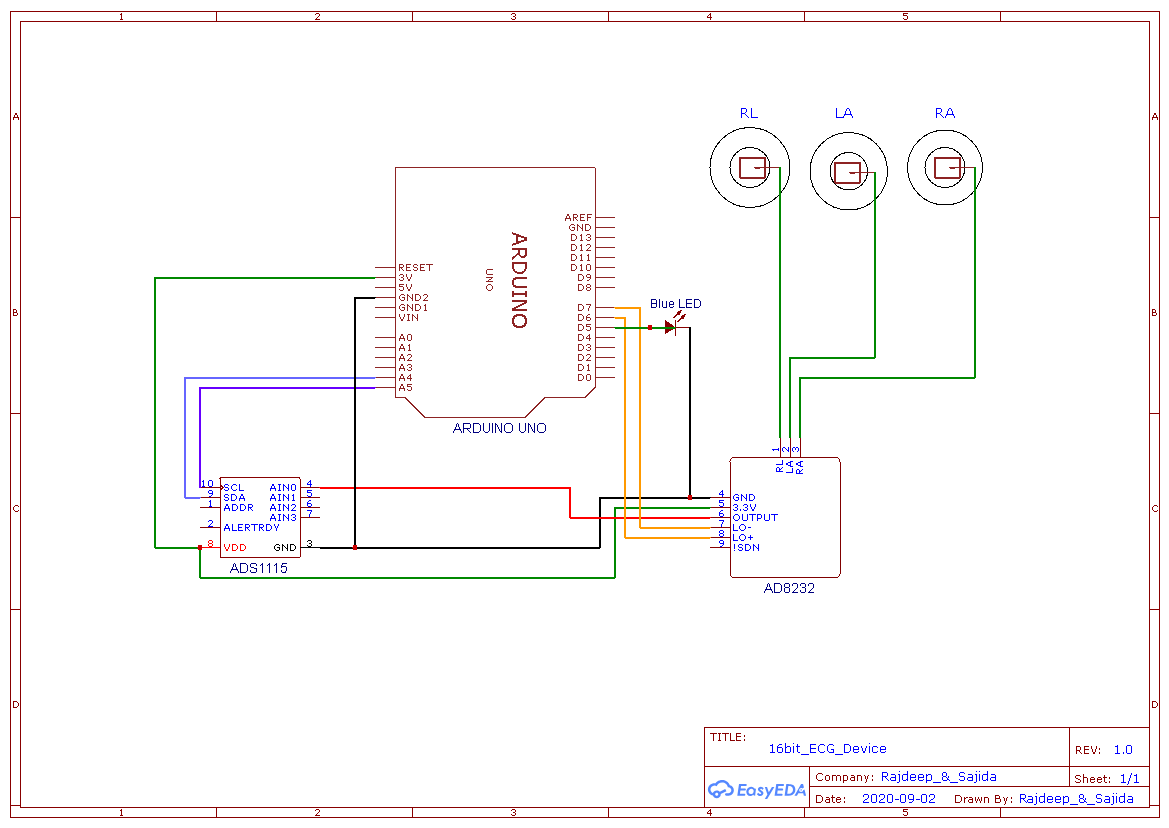 1 2 3 4 5
A A
B B
C C
D D
RL LA RA
ARDUINO
UNO
RESET
3V
5V
GND2
GND1
VIN
A0
A1
A2
A3
A4
A5
AREF
GND
D13
D12
D11
D10
D9
D8
D7
D6
D5
D4
D3
D2
D1
D0
ARDUINO UNO
Blue LED
1 2 3
RL LA RA
10 SCL AIN0 4
9 SDA AIN1 5
1 ADDR AIN2 6
AIN3 7
2 ALERTRDY
8 VDD GND 3
ADS1115
4 GND
5 3.3V
6 OUTPUT
7 LO-
8 LO+
9 !SDN
AD8232
TITLE:
16bit_ECG_Device
REV: 1.0
EasyEDA
Company: Rajdeep_&_Sajida
Sheet: 1/1
Date: 2020-09-02 Drawn By: Rajdeep_&_Sajida
1 2 3 4 5